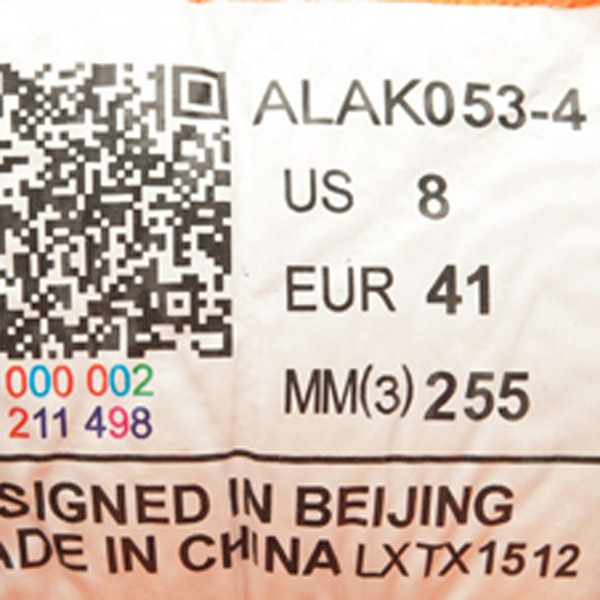 ALAK053-4
US 8
EUR 41
MM(3) 255
000 002
211 498
SIGNED IN BEIJING
ADE IN CHINA LXTX1512